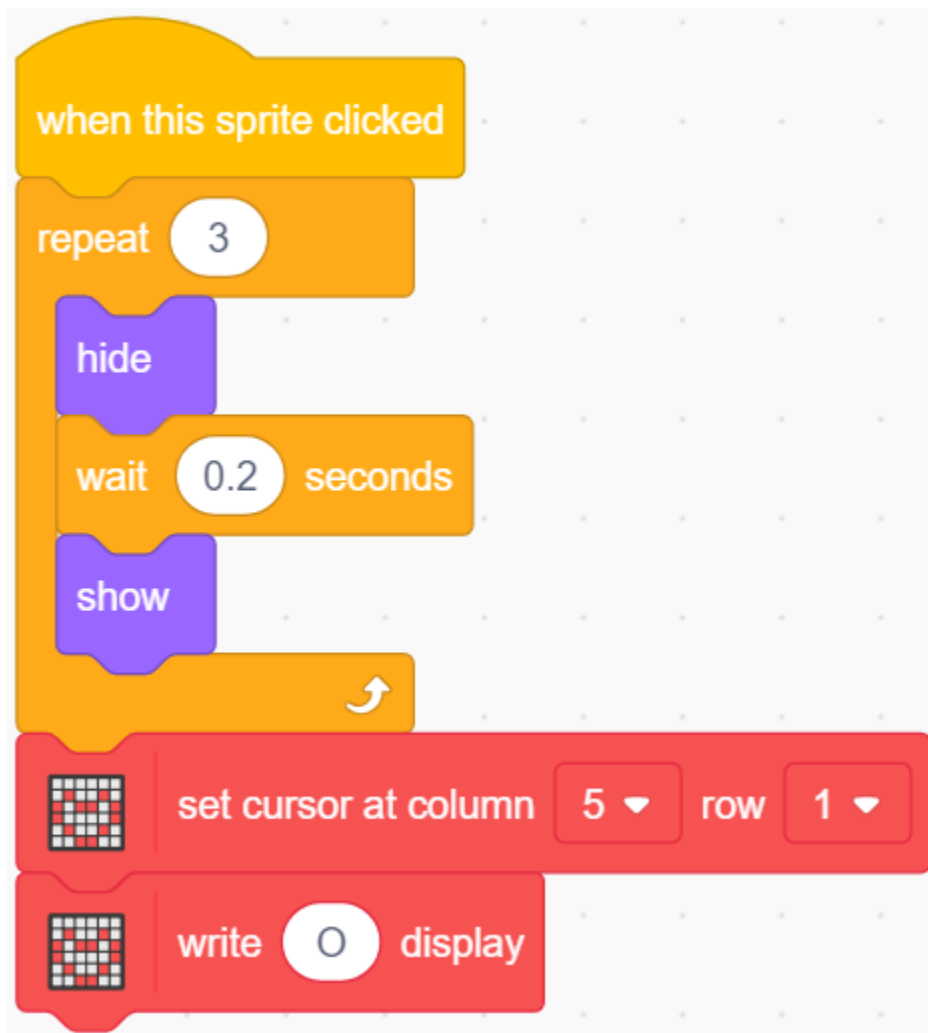 when this sprite clicked
repeat 3
hide
wait 0.2 seconds
show
set cursor at column 5 row 1
write O display